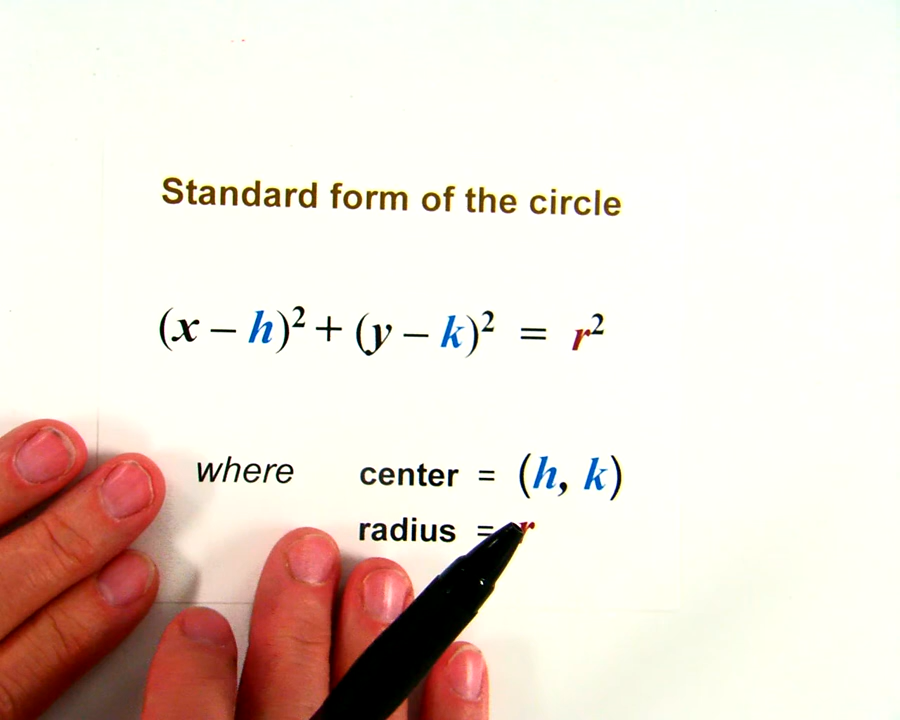 Standard form of the circle
(x – h)² + (y – k)² = r²
where center = (h, k)
radius = r